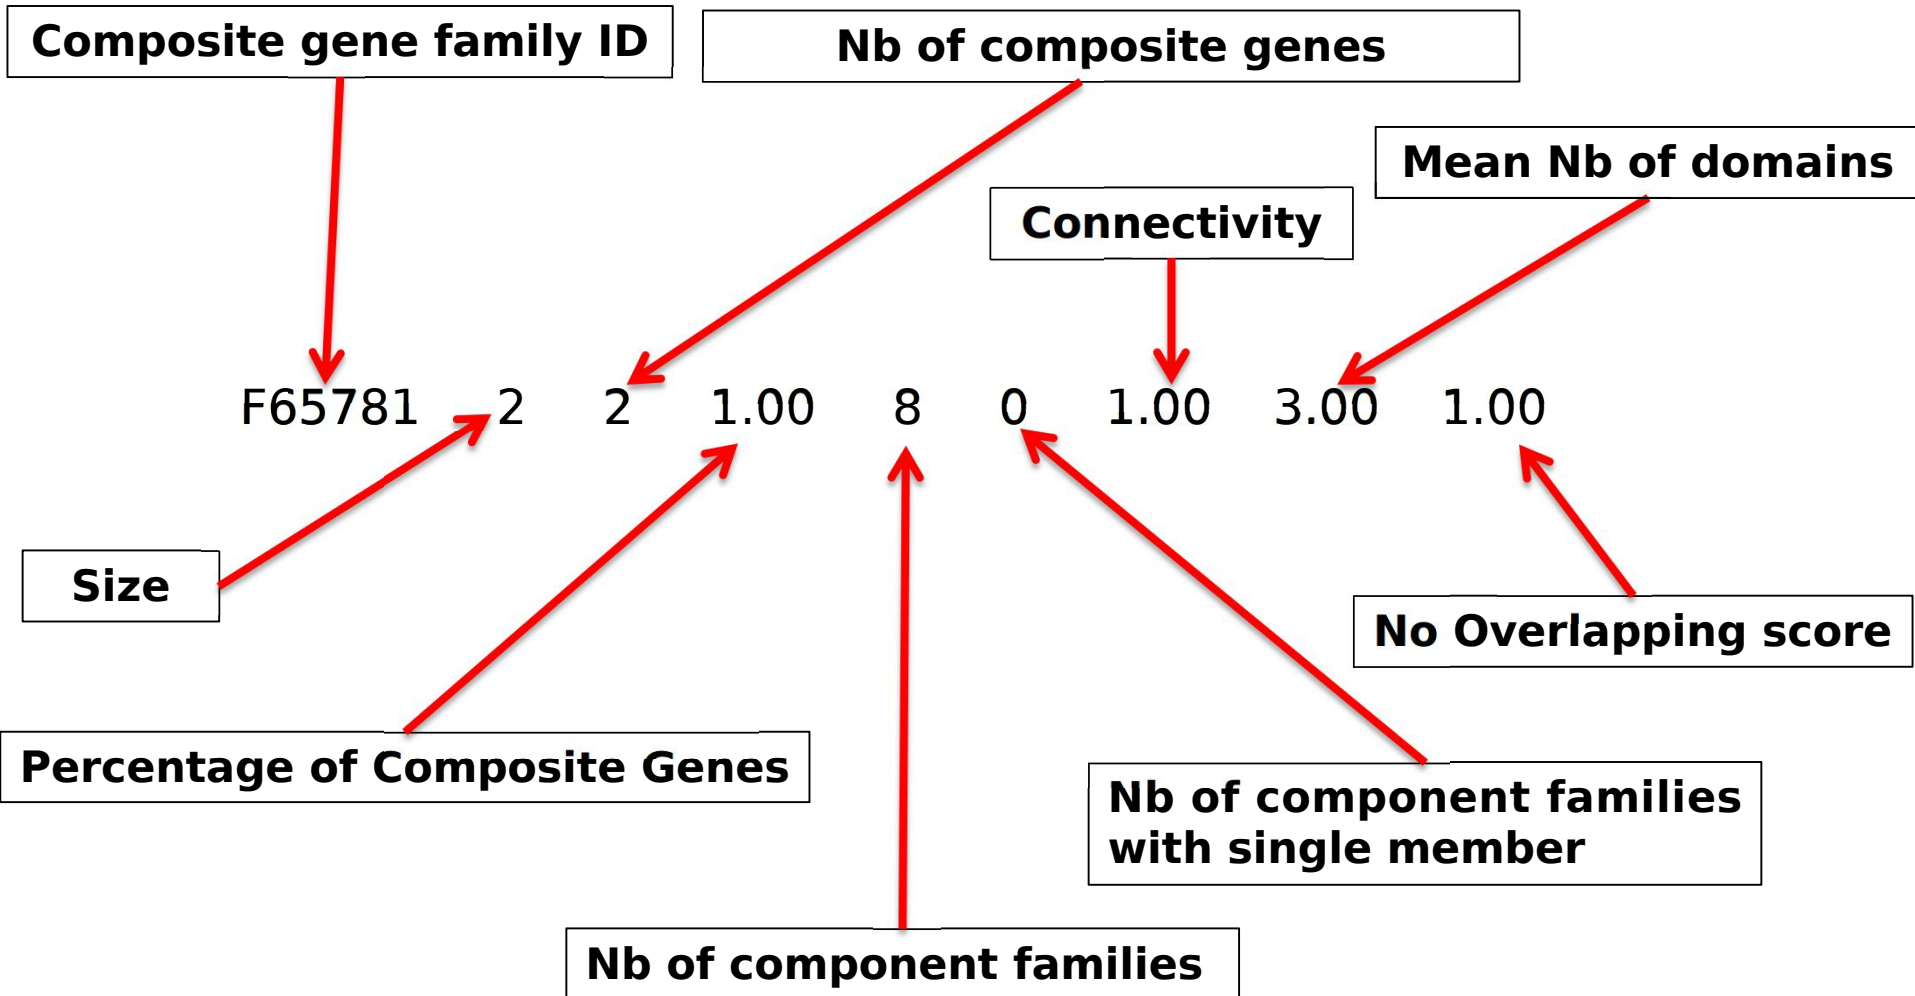 Composite gene family ID
Nb of composite genes
Mean Nb of domains
Connectivity
F65781 2 2 1.00 8 0 1.00 3.00 1.00
Size
No Overlapping score
Percentage of Composite Genes
Nb of component families
with single member
Nb of component families